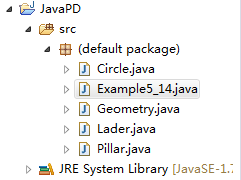 JavaPD
src
(default package)
Circle.java
Example5_14.java
Geometry.java
Lader.java
Pillar.java
JRE System Library [JavaSE-1.7